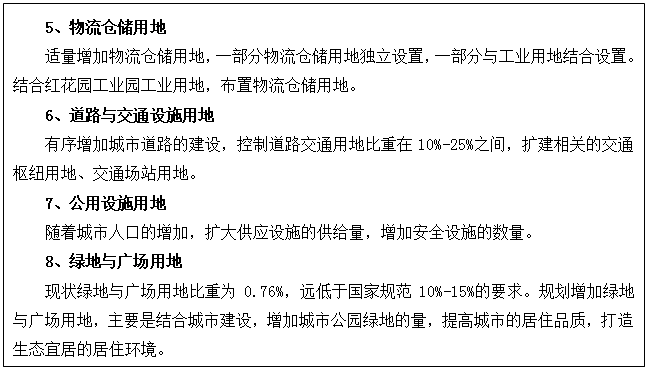 5、物流仓储用地
适量增加物流仓储用地，一部分物流仓储用地独立设置，一部分与工业用地结合设置。
结合红花园工业园工业用地，布置物流仓储用地。
6、道路与交通设施用地
有序增加城市道路的建设，控制道路交通用地比重在 10%-25%之间，扩建相关的交通
枢纽用地、交通场站用地。
7、公用设施用地
随着城市人口的增加，扩大供应设施的供给量，增加安全设施的数量。
8、绿地与广场用地
现状绿地与广场用地比重为 0.76%，远低于国家规范 10%-15%的要求。规划增加绿地
与广场用地，主要是结合城市建设，增加城市公园绿地的量，提高城市的居住品质，打造
生态宜居的居住环境。